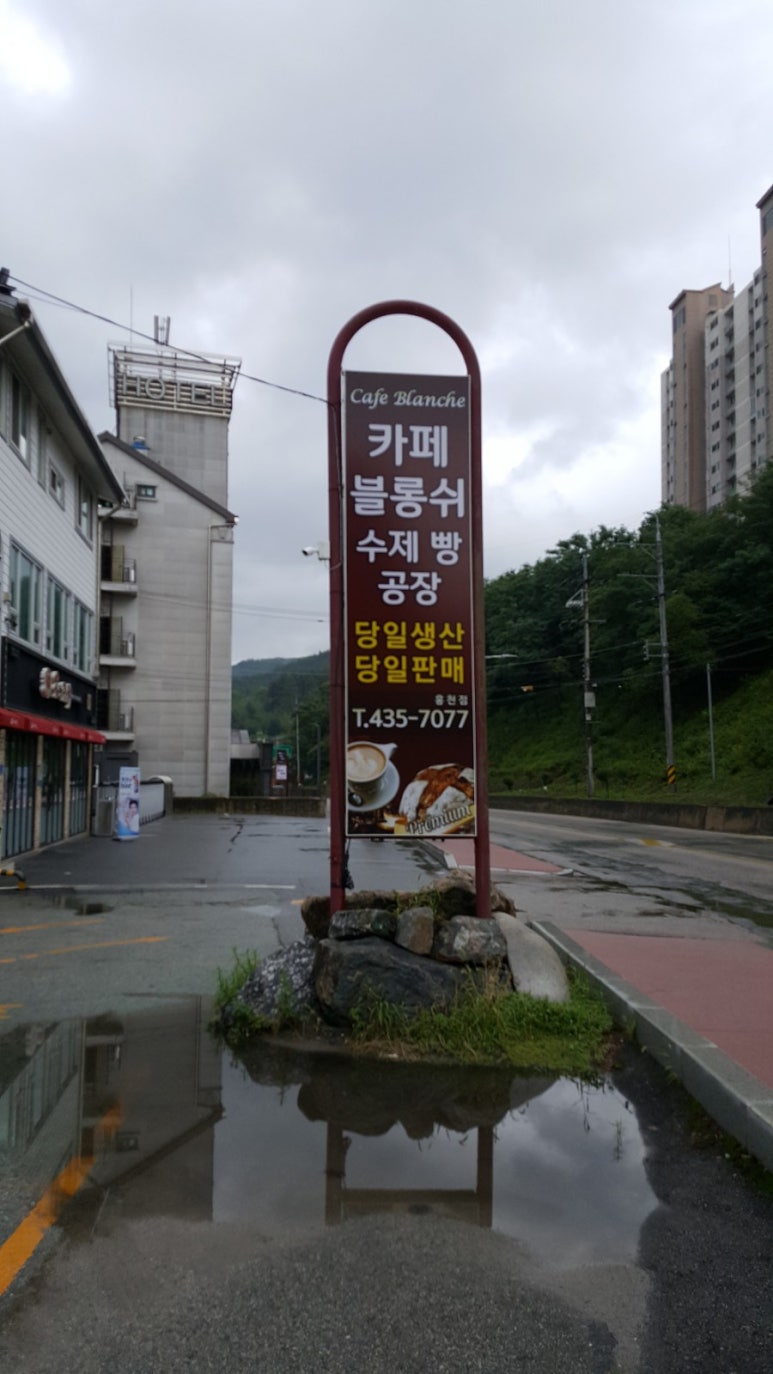 Cafe Blanche
카페
블롱쉬
수제 빵
공장
당일생산
당일판매
홍천점
T.435-7077
Premium
HOTEL